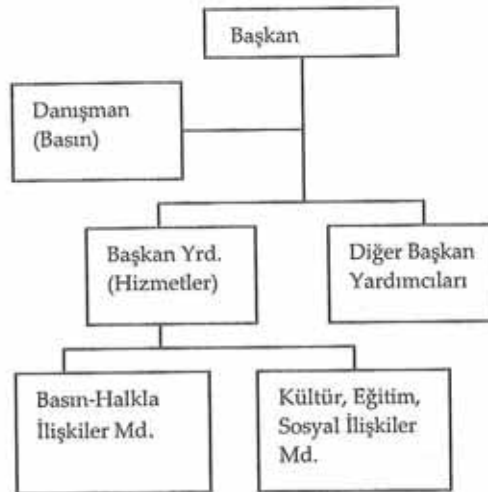 Başkan
Danışman
(Basın)
Başkan Yrd.
(Hizmetler)
Diğer Başkan
Yardımcıları
Basın-Halkla
İlişkiler Md.
Kültür, Eğitim,
Sosyal İlişkiler
Md.